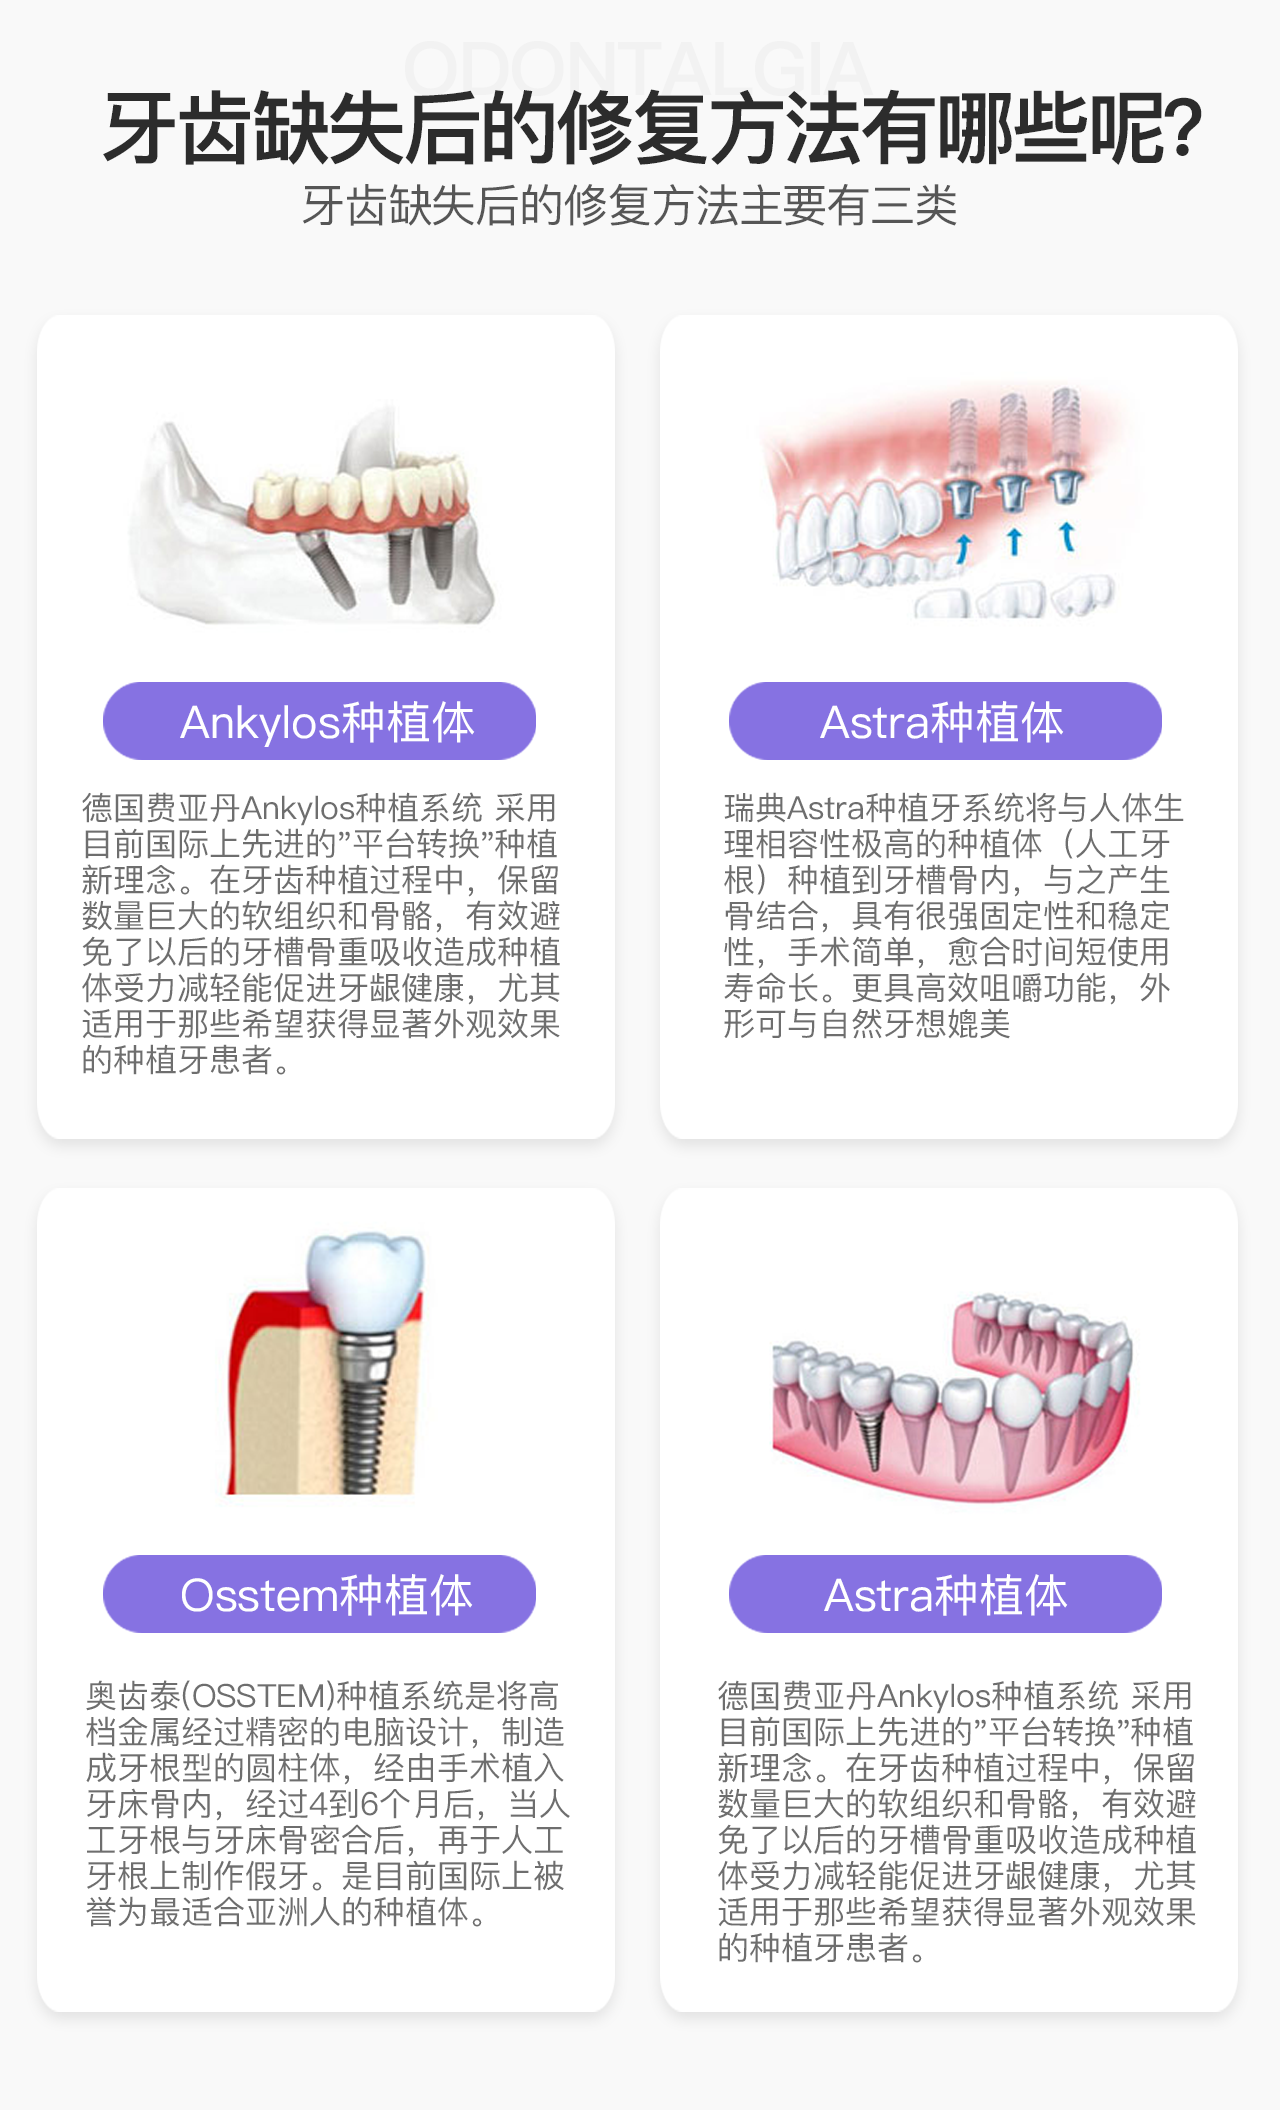 ODONTALGIA
牙齿缺失后的修复方法有哪些呢?
牙齿缺失后的修复方法主要有三类
Ankylos种植体
德国费亚丹Ankylos种植系统 采用
目前国际上先进的”平台转换”种植
新理念。在牙齿种植过程中，保留
数量巨大的软组织和骨骼，有效避
免了以后的牙槽骨重吸收造成种植
体受力减轻能促进牙龈健康，尤其
适用于那些希望获得显著外观效果
的种植牙患者。
Astra种植体
瑞典Astra种植牙系统将与人体生
理相容性极高的种植体（人工牙
根）种植到牙槽骨内，与之产生
骨结合，具有很强固定性和稳定
性，手术简单，愈合时间短使用
寿命长。更具高效咀嚼功能，外
形可与自然牙想媲美
Osstem种植体
奥齿泰(OSSTEM)种植系统是将高
档金属经过精密的电脑设计，制造
成牙根型的圆柱体，经由手术植入
牙床骨内，经过4到6个月后，当人
工牙根与牙床骨密合后，再于人工
牙根上制作假牙。是目前国际上被
誉为最适合亚洲人的种植体。
Astra种植体
德国费亚丹Ankylos种植系统 采用
目前国际上先进的”平台转换”种植
新理念。在牙齿种植过程中，保留
数量巨大的软组织和骨骼，有效避
免了以后的牙槽骨重吸收造成种植
体受力减轻能促进牙龈健康，尤其
适用于那些希望获得显著外观效果
的种植牙患者。